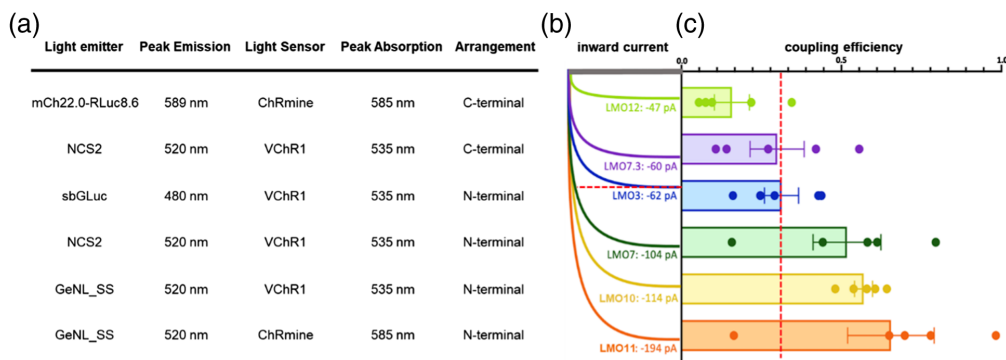 (a)
Light emitter Peak Emission Light Sensor Peak Absorption Arrangement
mCh22.0-RLuc8.6 589 nm ChRmine 585 nm C-terminal
NCS2 520 nm VChR1 535 nm C-terminal
sbGLuc 480 nm VChR1 535 nm N-terminal
NCS2 520 nm VChR1 535 nm N-terminal
GeNL_SS 520 nm VChR1 535 nm N-terminal
GeNL_SS 520 nm ChRmine 585 nm N-terminal
(b)
inward current
LMO12: -47 pA
LMO7.3: -60 pA
LMO3: -62 pA
LMO7: -104 pA
LMO10: -114 pA
LMO11: -194 pA
(c)
coupling efficiency
0.0 0.5 1.0